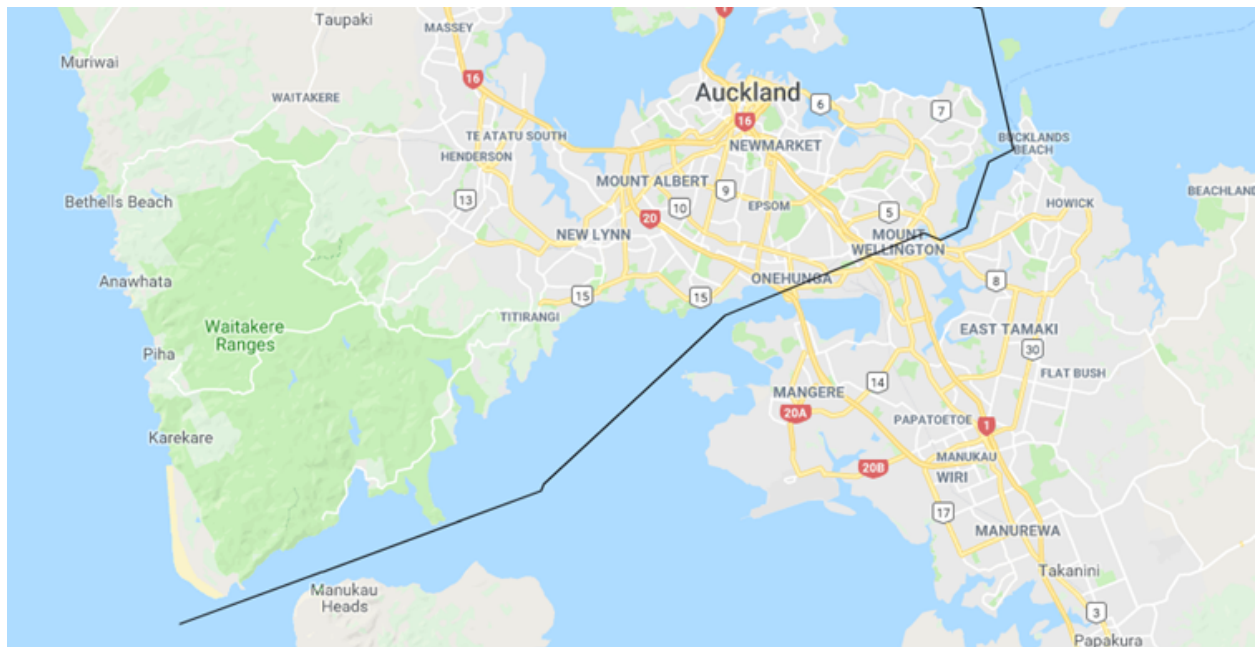 1
Taupaki
MASSEY
Muriwai
16
WAITAKERE
Auckland
6
7
TE ATATU SOUTH
16
BUCKLANDS
BEACH
HENDERSON
NEWMARKET
MOUNT ALBERT
9
BEACHLAND
Bethells Beach
13
20
10
EPSOM
5
HOWICK
NEW LYNN
MOUNT
WELLINGTON
Anawhata
ONEHUNGA
8
15
15
TITIRANGI
Waitakere
Ranges
EAST TAMAKI
Piha
30
14
FLAT BUSH
MANGERE
20A
PAPATOETOE
1
Karekare
MANUKAU
20B
WIRI
17
MANUREWA
Takanini
Manukau
Heads
3
Papakura